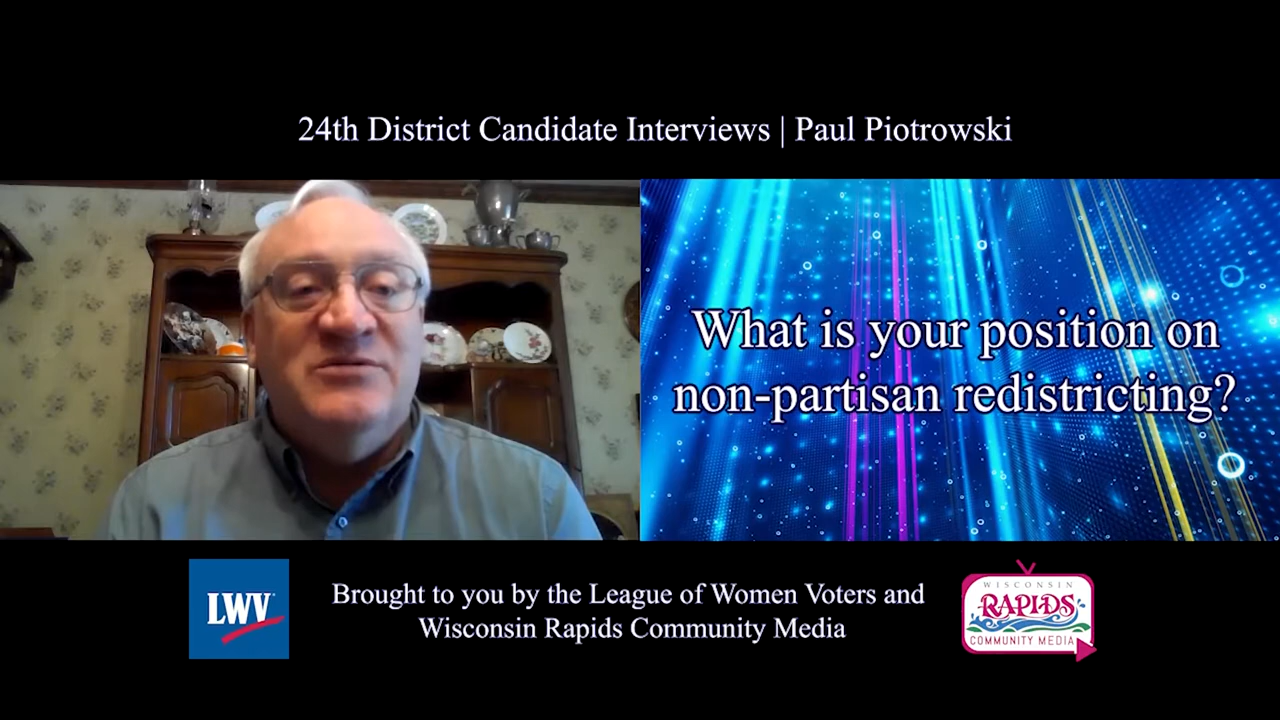 24th District Candidate Interviews | Paul Piotrowski
What is your position on
non-partisan redistricting?
LWV
Brought to you by the League of Women Voters and
Wisconsin Rapids Community Media
WISCONSIN
RAPIDS
COMMUNITY MEDIA